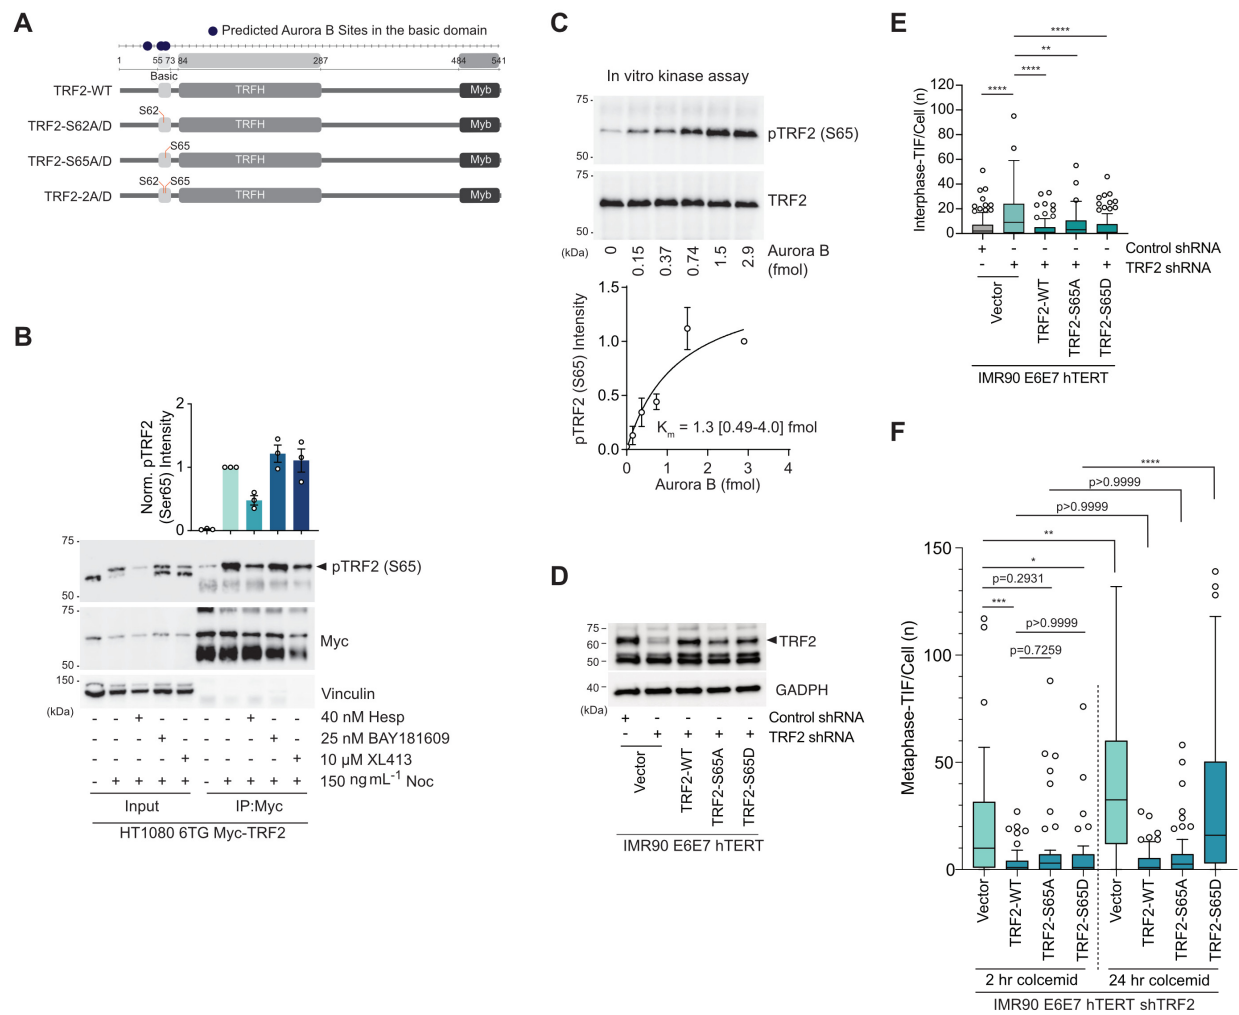 A
Predicted Aurora B Sites in the basic domain
1 55 73 84 287 484 541
Basic
TRF2-WT TRFH Myb
S62
TRF2-S62A/D TRFH Myb
S65
TRF2-S65A/D TRFH Myb
S62 S65
TRF2-2A/D TRFH Myb
B
Norm. pTRF2
(Ser65) Intensity
2
1
0
75
50
pTRF2 (S65)
75
50
Myc
150
Vinculin
(kDa)
- - + - - - - + - - 40 nM Hesp
- - - + - - - - + - 25 nM BAY181609
- - - - + - - - - + 10 µM XL413
- + + + + - + + + + 150 ng mL-1 Noc
Input IP:Myc
HT1080 6TG Myc-TRF2
C
In vitro kinase assay
75
50
pTRF2 (S65)
75
50
TRF2
(kDa)
0 0.15 0.37 0.74 1.5 2.9
Aurora B
(fmol)
pTRF2 (S65) Intensity
1.5
1.0
0.5
0.0
Km = 1.3 [0.49-4.0] fmol
0 1 2 3 4
Aurora B (fmol)
D
75
60
50
TRF2
40
GADPH
(kDa)
+ - - - - Control shRNA
- + + + + TRF2 shRNA
Vector TRF2-WT TRF2-S65A TRF2-S65D
IMR90 E6E7 hTERT
E
****
**
**** ****
Interphase-TIF/Cell (n)
120
100
80
60
40
20
0
+ - - - - Control shRNA
- + + + + TRF2 shRNA
Vector TRF2-WT TRF2-S65A TRF2-S65D
IMR90 E6E7 hTERT
F
****
p>0.9999
p>0.9999
**
*
p=0.2931
***
p>0.9999
p=0.7259
Metaphase-TIF/Cell (n)
150
100
50
0
Vector TRF2-WT TRF2-S65A TRF2-S65D Vector TRF2-WT TRF2-S65A TRF2-S65D
2 hr colcemid 24 hr colcemid
IMR90 E6E7 hTERT shTRF2